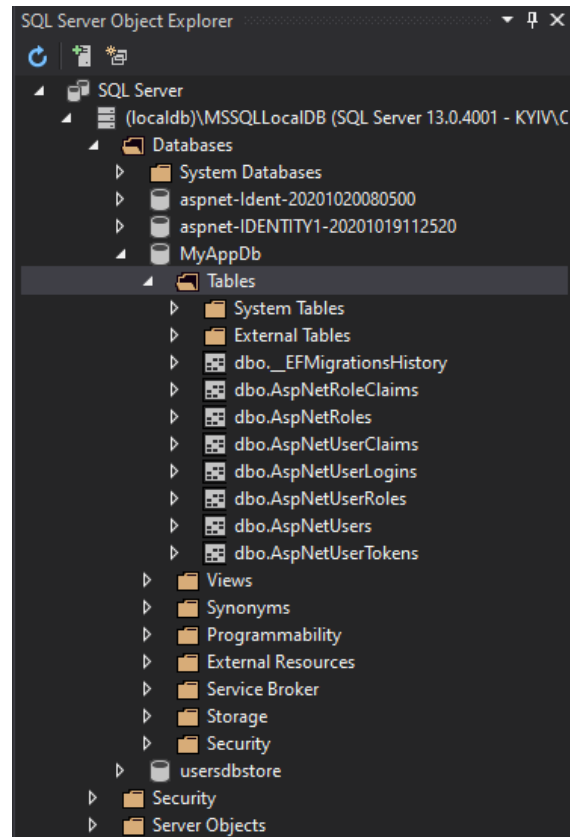 SQL Server Object Explorer
SQL Server
(localdb)\MSSQLLocalDB (SQL Server 13.0.4001 - KYIV\C
Databases
System Databases
aspnet-Ident-20201020080500
aspnet-IDENTITY1-20201019112520
MyAppDb
Tables
System Tables
External Tables
dbo.__EFMigrationsHistory
dbo.AspNetRoleClaims
dbo.AspNetRoles
dbo.AspNetUserClaims
dbo.AspNetUserLogins
dbo.AspNetUserRoles
dbo.AspNetUsers
dbo.AspNetUserTokens
Views
Synonyms
Programmability
External Resources
Service Broker
Storage
Security
usersdbstore
Security
Server Objects